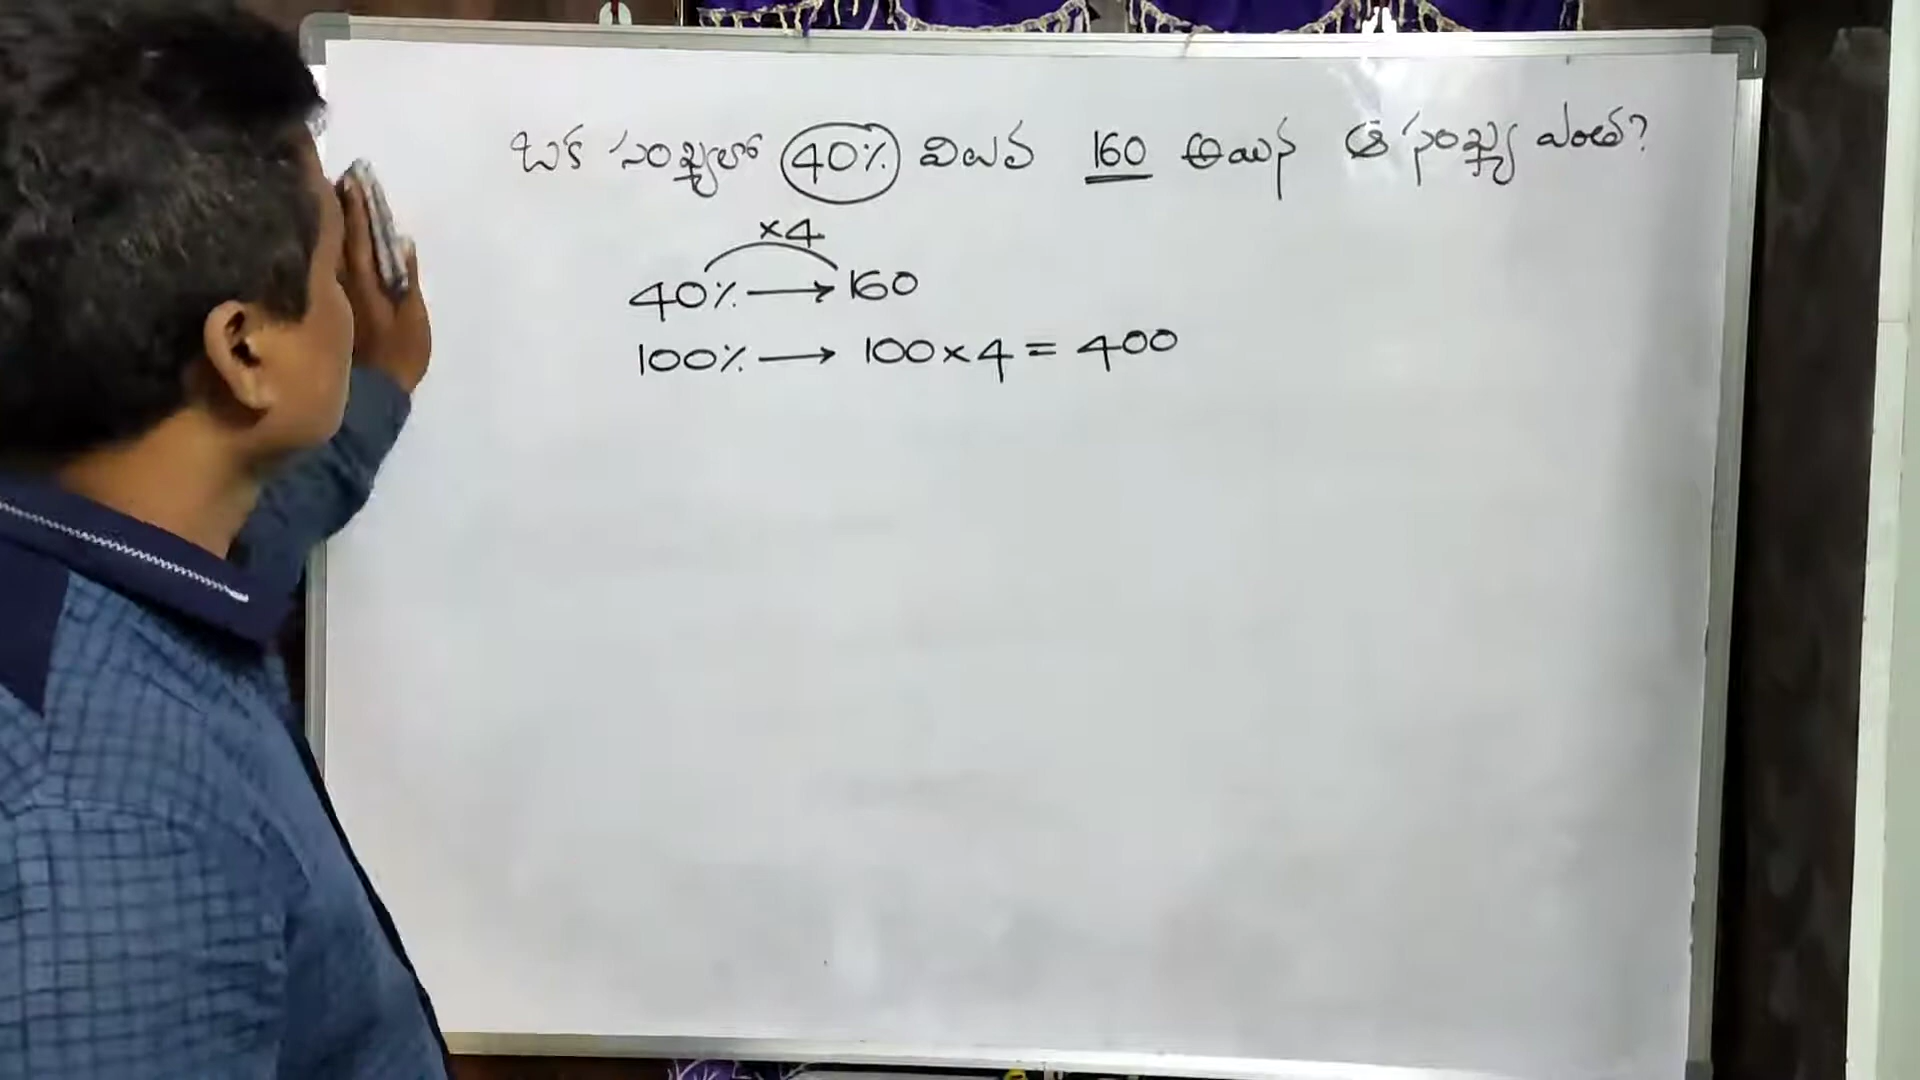 ఒక సంఖ్యలో 40% విలువ 160 అయిన ఆ సంఖ్య ఎంత?
×4
40% → 160
100% → 100×4 = 400